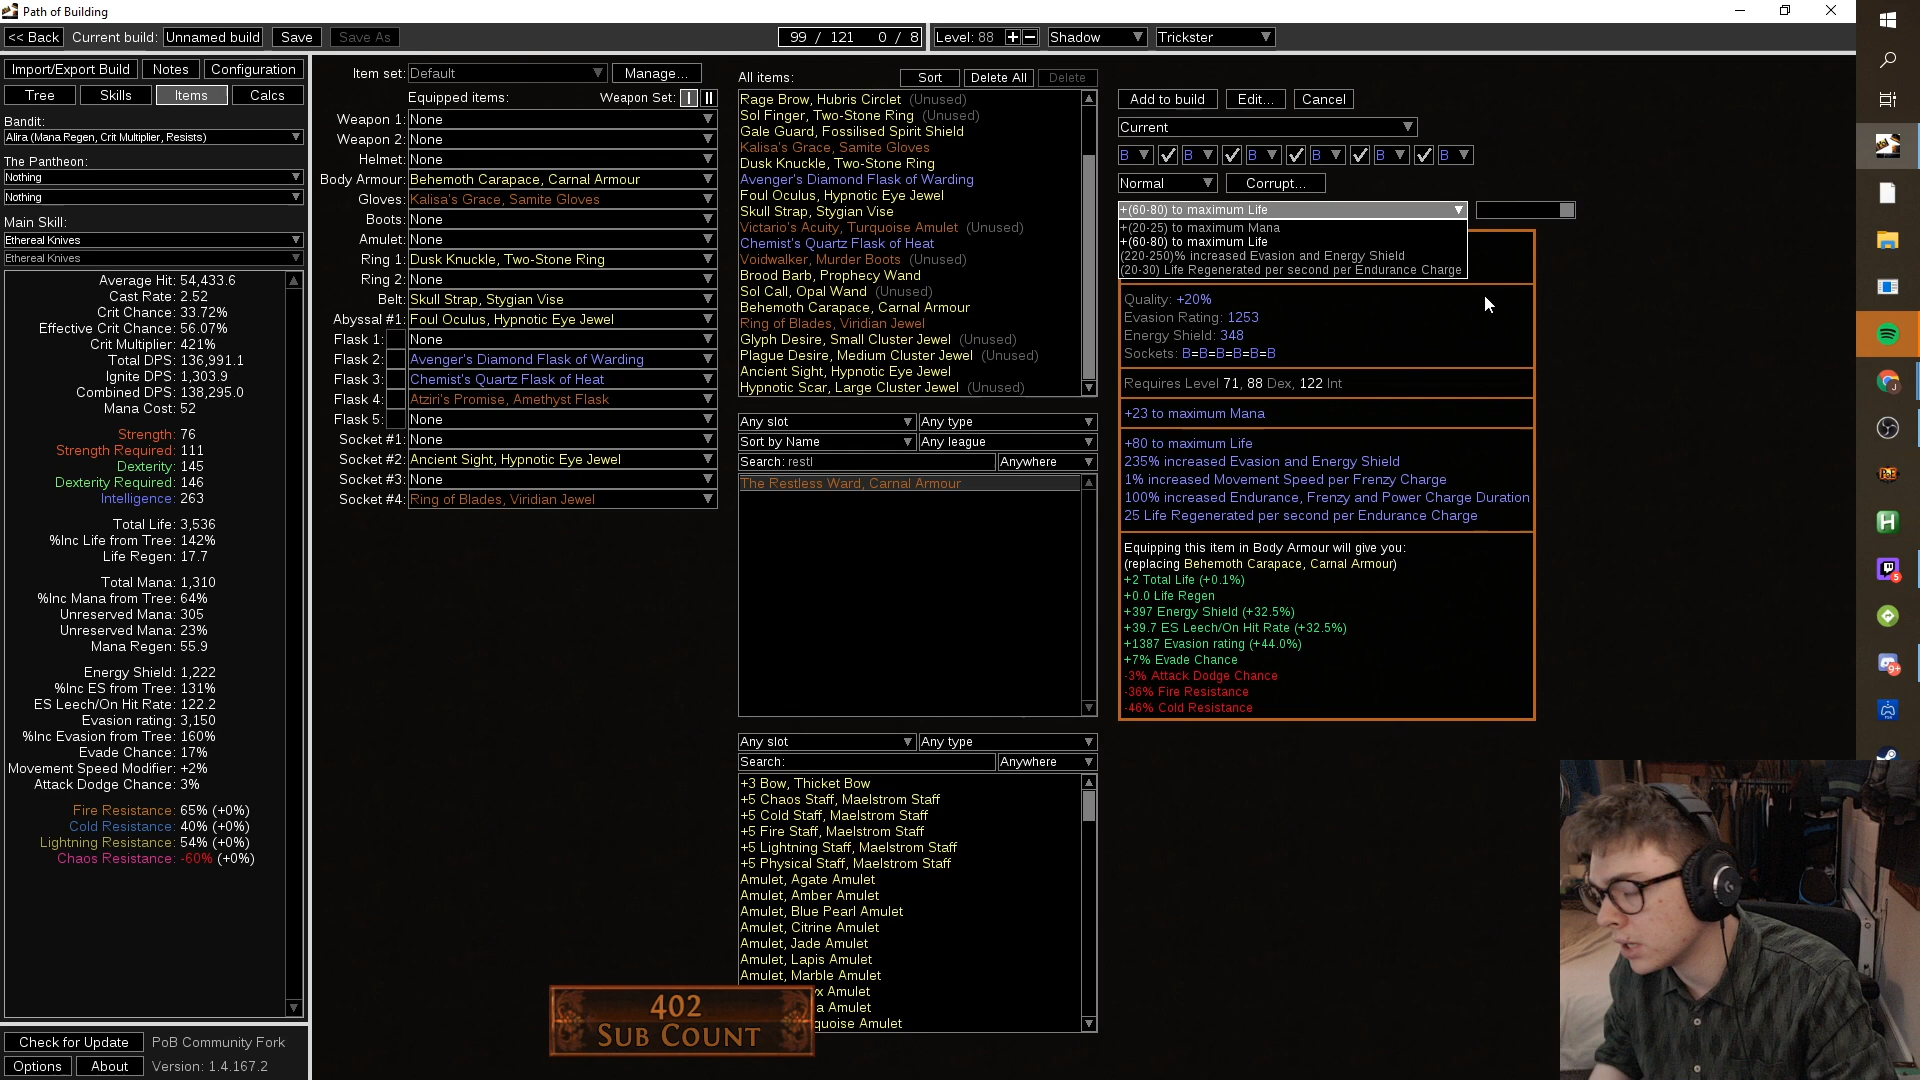 Path of Building
<< Back
Current build:
Unnamed build
Save
Save As
99 / 121 0 / 8
Level: 88
Shadow
Trickster
Import/Export Build
Notes
Configuration
Tree
Skills
Items
Calcs
Bandit:
Alira (Mana Regen, Crit Multiplier, Resists)
The Pantheon:
Nothing
Nothing
Main Skill:
Ethereal Knives
Ethereal Knives
Average Hit: 54,433.6
Cast Rate: 2.52
Crit Chance: 33.72%
Effective Crit Chance: 56.07%
Crit Multiplier: 421%
Total DPS: 136,991.1
Ignite DPS: 1,303.9
Combined DPS: 138,295.0
Mana Cost: 52
Strength: 76
Strength Required: 111
Dexterity: 145
Dexterity Required: 146
Intelligence: 263
Total Life: 3,536
%Inc Life from Tree: 142%
Life Regen: 17.7
Total Mana: 1,310
%Inc Mana from Tree: 64%
Unreserved Mana: 305
Unreserved Mana: 23%
Mana Regen: 55.9
Energy Shield: 1,222
%Inc ES from Tree: 131%
ES Leech/On Hit Rate: 122.2
Evasion rating: 3,150
%Inc Evasion from Tree: 160%
Evade Chance: 17%
Movement Speed Modifier: +2%
Attack Dodge Chance: 3%
Fire Resistance: 65% (+0%)
Cold Resistance: 40% (+0%)
Lightning Resistance: 54% (+0%)
Chaos Resistance: -60% (+0%)
Check for Update
PoB Community Fork
Options
About
Version: 1.4.167.2
Item set: Default
Manage...
Equipped items:
Weapon Set: I II
Weapon 1: None
Weapon 2: None
Helmet: None
Body Armour: Behemoth Carapace, Carnal Armour
Gloves: Kalisa's Grace, Samite Gloves
Boots: None
Amulet: None
Ring 1: Dusk Knuckle, Two-Stone Ring
Ring 2: None
Belt: Skull Strap, Stygian Vise
Abyssal #1: Foul Oculus, Hypnotic Eye Jewel
Flask 1: None
Flask 2: Avenger's Diamond Flask of Warding
Flask 3: Chemist's Quartz Flask of Heat
Flask 4: Atziri's Promise, Amethyst Flask
Flask 5: None
Socket #1: None
Socket #2: Ancient Sight, Hypnotic Eye Jewel
Socket #3: None
Socket #4: Ring of Blades, Viridian Jewel
All items:
Sort
Delete All
Delete
Rage Brow, Hubris Circlet (Unused)
Sol Finger, Two-Stone Ring (Unused)
Gale Guard, Fossilised Spirit Shield
Kalisa's Grace, Samite Gloves
Dusk Knuckle, Two-Stone Ring
Avenger's Diamond Flask of Warding
Foul Oculus, Hypnotic Eye Jewel
Skull Strap, Stygian Vise
Victario's Acuity, Turquoise Amulet (Unused)
Chemist's Quartz Flask of Heat
Voidwalker, Murder Boots (Unused)
Brood Barb, Prophecy Wand
Sol Call, Opal Wand (Unused)
Behemoth Carapace, Carnal Armour
Ring of Blades, Viridian Jewel
Glyph Desire, Small Cluster Jewel (Unused)
Plague Desire, Medium Cluster Jewel (Unused)
Ancient Sight, Hypnotic Eye Jewel
Hypnotic Scar, Large Cluster Jewel (Unused)
Any slot
Any type
Sort by Name
Any league
Search: restl
Anywhere
The Restless Ward, Carnal Armour
Any slot
Any type
Search:
Anywhere
+3 Bow, Thicket Bow
+5 Chaos Staff, Maelstrom Staff
+5 Cold Staff, Maelstrom Staff
+5 Fire Staff, Maelstrom Staff
+5 Lightning Staff, Maelstrom Staff
+5 Physical Staff, Maelstrom Staff
Amulet, Agate Amulet
Amulet, Amber Amulet
Amulet, Blue Pearl Amulet
Amulet, Citrine Amulet
Amulet, Jade Amulet
Amulet, Lapis Amulet
Amulet, Marble Amulet
x Amulet
a Amulet
quoise Amulet
402
SUB COUNT
Add to build
Edit...
Cancel
Current
B B B B B B
Normal
Corrupt...
+(60-80) to maximum Life
+(20-25) to maximum Mana
+(60-80) to maximum Life
(220-250)% increased Evasion and Energy Shield
(20-30) Life Regenerated per second per Endurance Charge
Quality: +20%
Evasion Rating: 1253
Energy Shield: 348
Sockets: B=B=B=B=B=B
Requires Level 71, 88 Dex, 122 Int
+23 to maximum Mana
+80 to maximum Life
235% increased Evasion and Energy Shield
1% increased Movement Speed per Frenzy Charge
100% increased Endurance, Frenzy and Power Charge Duration
25 Life Regenerated per second per Endurance Charge
Equipping this item in Body Armour will give you:
(replacing Behemoth Carapace, Carnal Armour)
+2 Total Life (+0.1%)
+0.0 Life Regen
+397 Energy Shield (+32.5%)
+39.7 ES Leech/On Hit Rate (+32.5%)
+1387 Evasion rating (+44.0%)
+7% Evade Chance
-3% Attack Dodge Chance
-36% Fire Resistance
-46% Cold Resistance